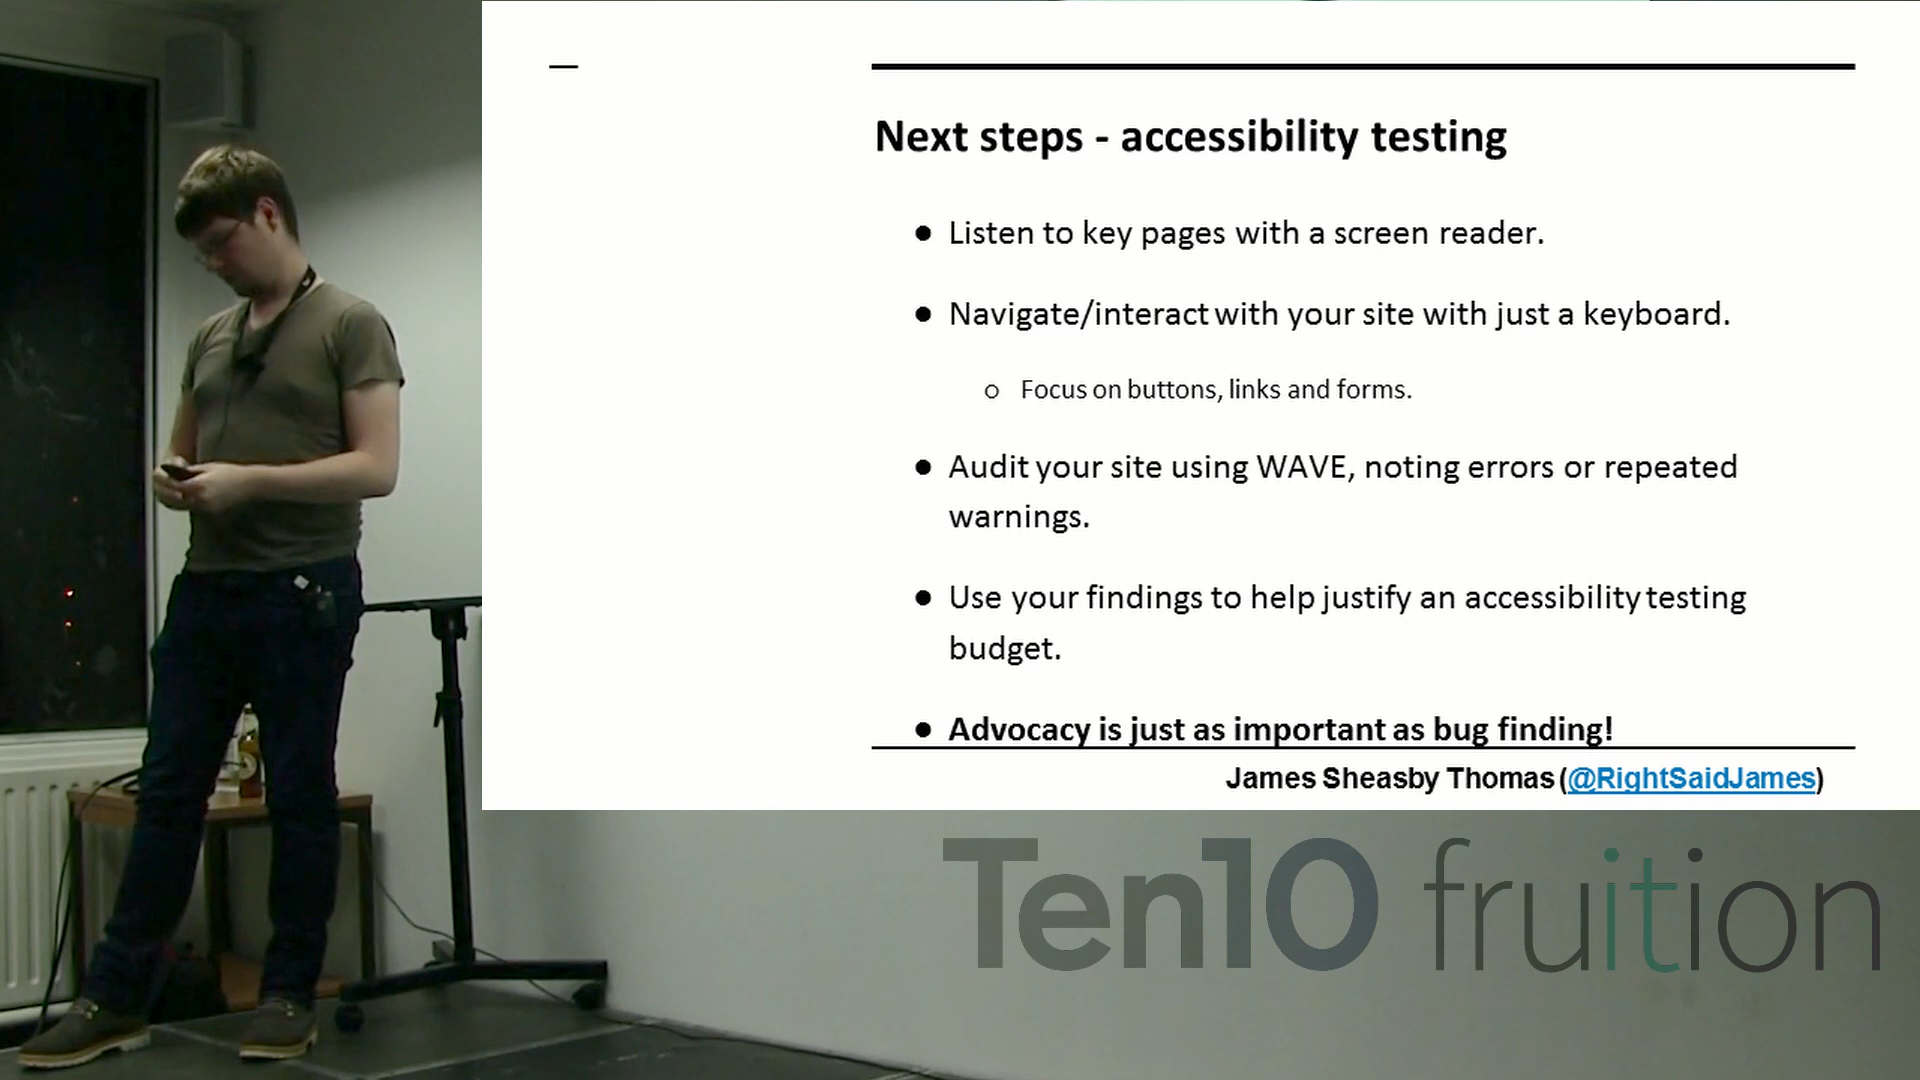 Next steps - accessibility testing
● Listen to key pages with a screen reader.
● Navigate/interact with your site with just a keyboard.
o Focus on buttons, links and forms.
● Audit your site using WAVE, noting errors or repeated
warnings.
● Use your findings to help justify an accessibility testing
budget.
● Advocacy is just as important as bug finding!
James Sheasby Thomas (@RightSaidJames)
Ten10 fruition